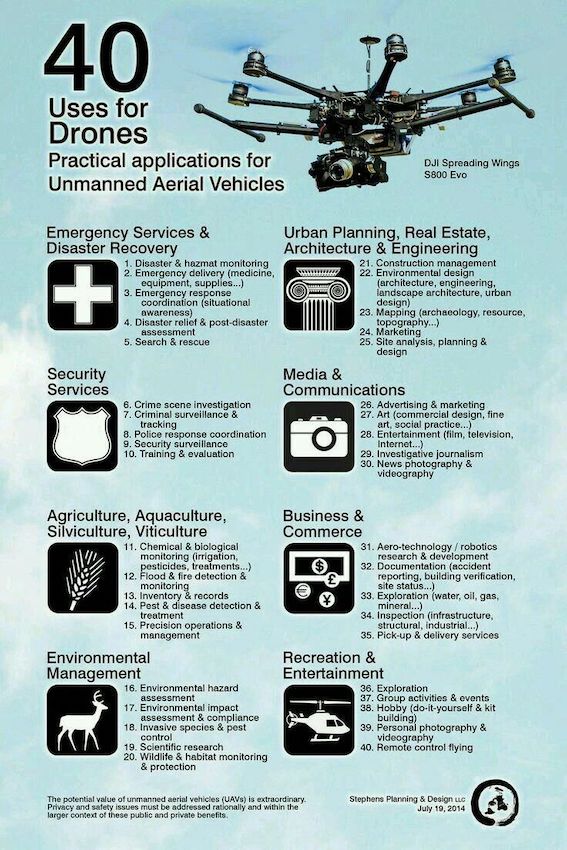 40
Uses for
Drones
Practical applications for
Unmanned Aerial Vehicles
DJI Spreading Wings
S800 Evo
Emergency Services &
Disaster Recovery
1. Disaster & hazmat monitoring
2. Emergency delivery (medicine,
equipment, supplies...)
3. Emergency response
coordination (situational
awareness)
4. Disaster relief & post-disaster
assessment
5. Search & rescue
Urban Planning, Real Estate,
Architecture & Engineering
21. Construction management
22. Environmental design
(architecture, engineering,
landscape architecture, urban
design)
23. Mapping (archaeology, resource,
topography...)
24. Marketing
25. Site analysis, planning &
design
Security
Services
6. Crime scene investigation
7. Criminal surveillance &
tracking
8. Police response coordination
9. Security surveillance
10. Training & evaluation
Media &
Communications
26. Advertising & marketing
27. Art (commercial design, fine
art, social practice...)
28. Entertainment (film, television,
Internet...)
29. Investigative journalism
30. News photography &
videography
Agriculture, Aquaculture,
Silviculture, Viticulture
11. Chemical & biological
monitoring (irrigation,
pesticides, treatments...)
12. Flood & fire detection &
monitoring
13. Inventory & records
14. Pest & disease detection &
treatment
15. Precision operations &
management
Business &
Commerce
$
£
€
¥
31. Aero-technology / robotics
research & development
32. Documentation (accident
reporting, building verification,
site status...)
33. Exploration (water, oil, gas,
mineral...)
34. Inspection (infrastructure,
structural, industrial...)
35. Pick-up & delivery services
Environmental
Management
16. Environmental hazard
assessment
17. Environmental impact
assessment & compliance
18. Invasive species & pest
control
19. Scientific research
20. Wildlife & habitat monitoring
& protection
Recreation &
Entertainment
36. Exploration
37. Group activities & events
38. Hobby (do-it-yourself & kit
building)
39. Personal photography &
videography
40. Remote control flying
The potential value of unmanned aerial vehicles (UAVs) is extraordinary.
Privacy and safety issues must be addressed rationally and within the
larger context of these public and private benefits.
Stephens Planning & Design LLC
July 19, 2014